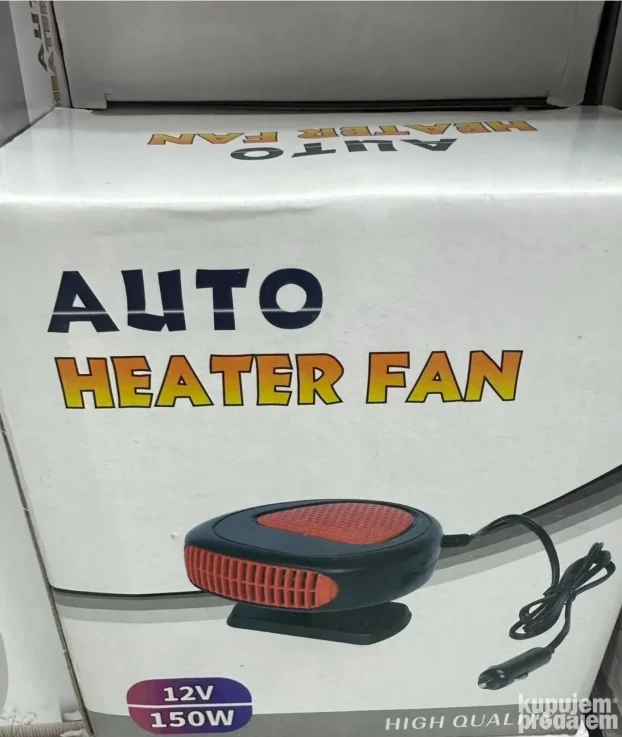 AUTO
HEATER FAN
AUTO
HEATER FAN
12V
150W
HIGH QUAL
kupujem
prodajem